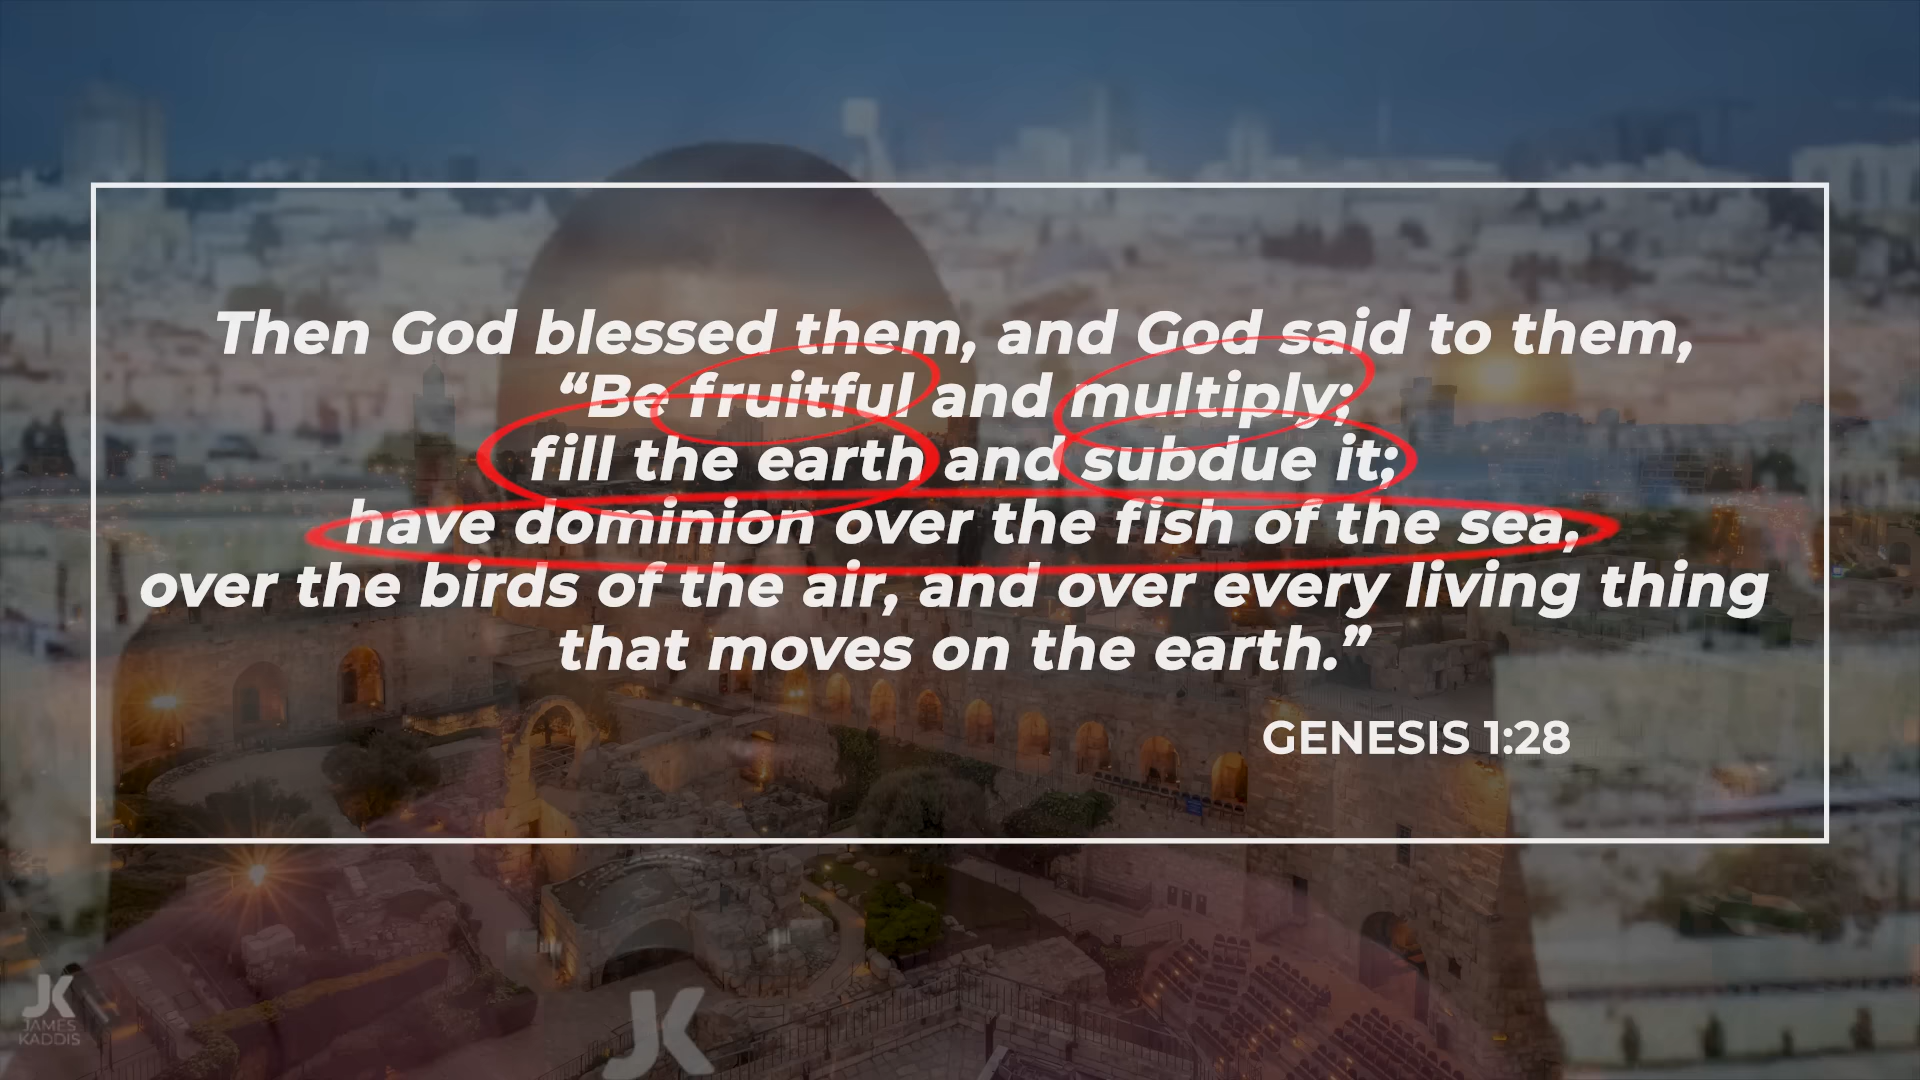 Then God blessed them, and God said to them,
“Be fruitful and multiply;
fill the earth and subdue it;
have dominion over the fish of the sea,
over the birds of the air, and over every living thing
that moves on the earth.”
GENESIS 1:28
JK
JAMES
KADDIS
JK